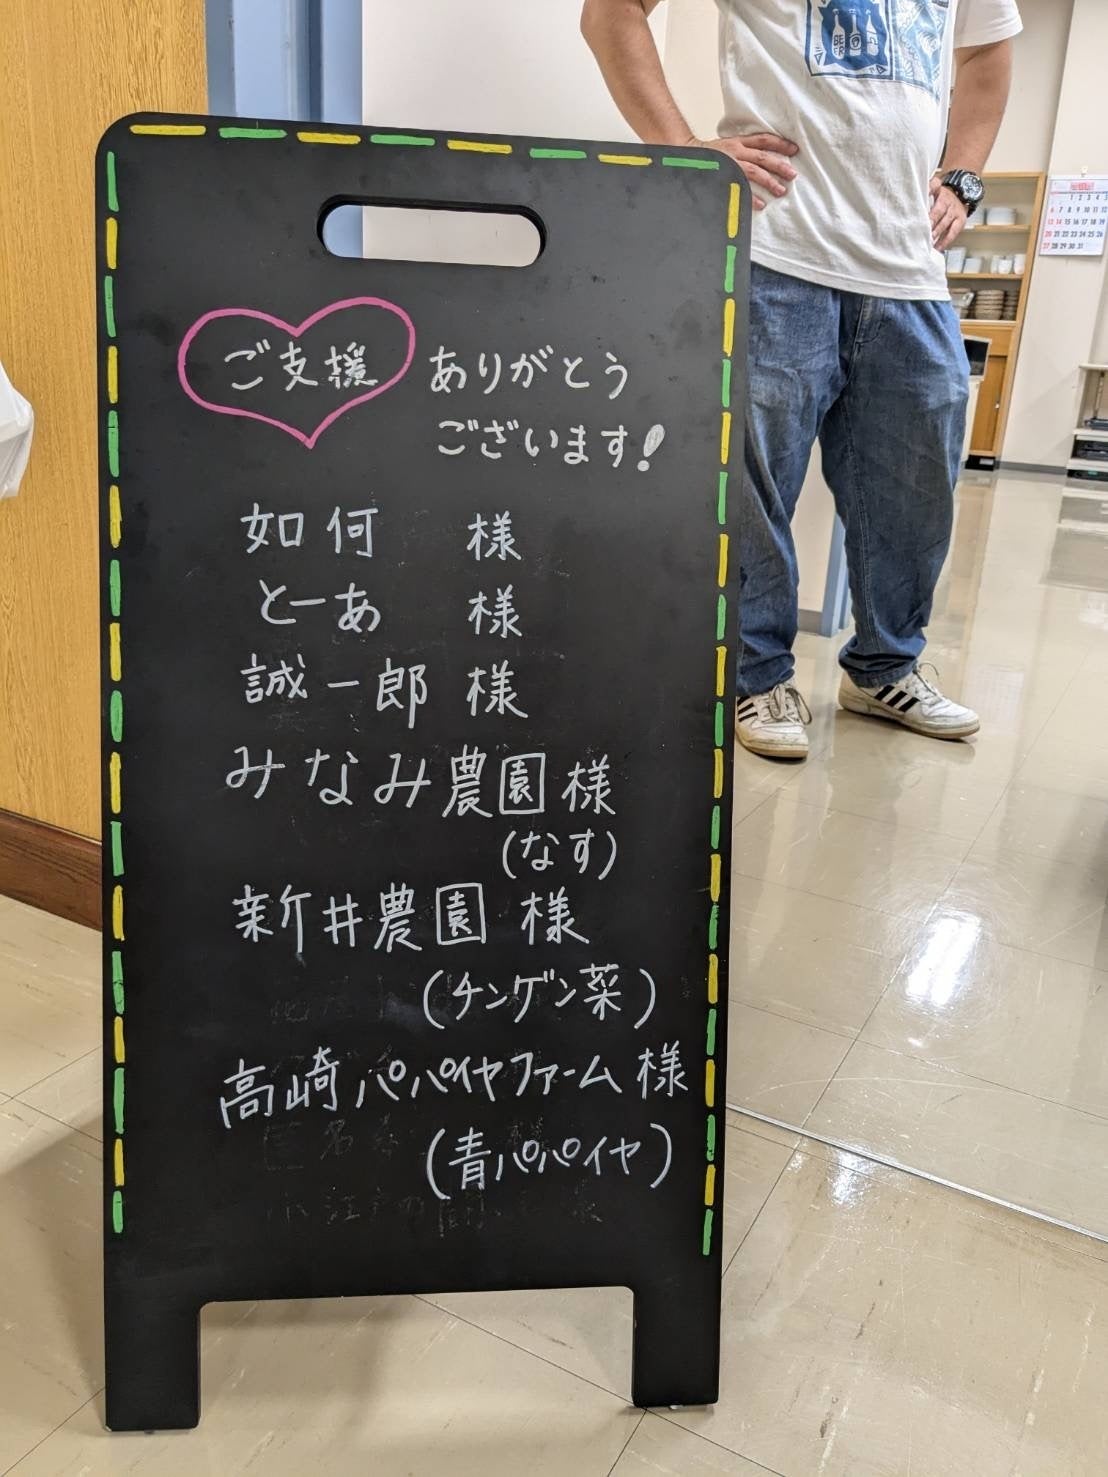 ご支援 ありがとう
ございます!
如何 様
とーあ 様
誠一郎 様
みなみ農園様
(なす)
新井農園 様
(チンゲン菜)
高崎パパイヤファーム様
(青パパイヤ)